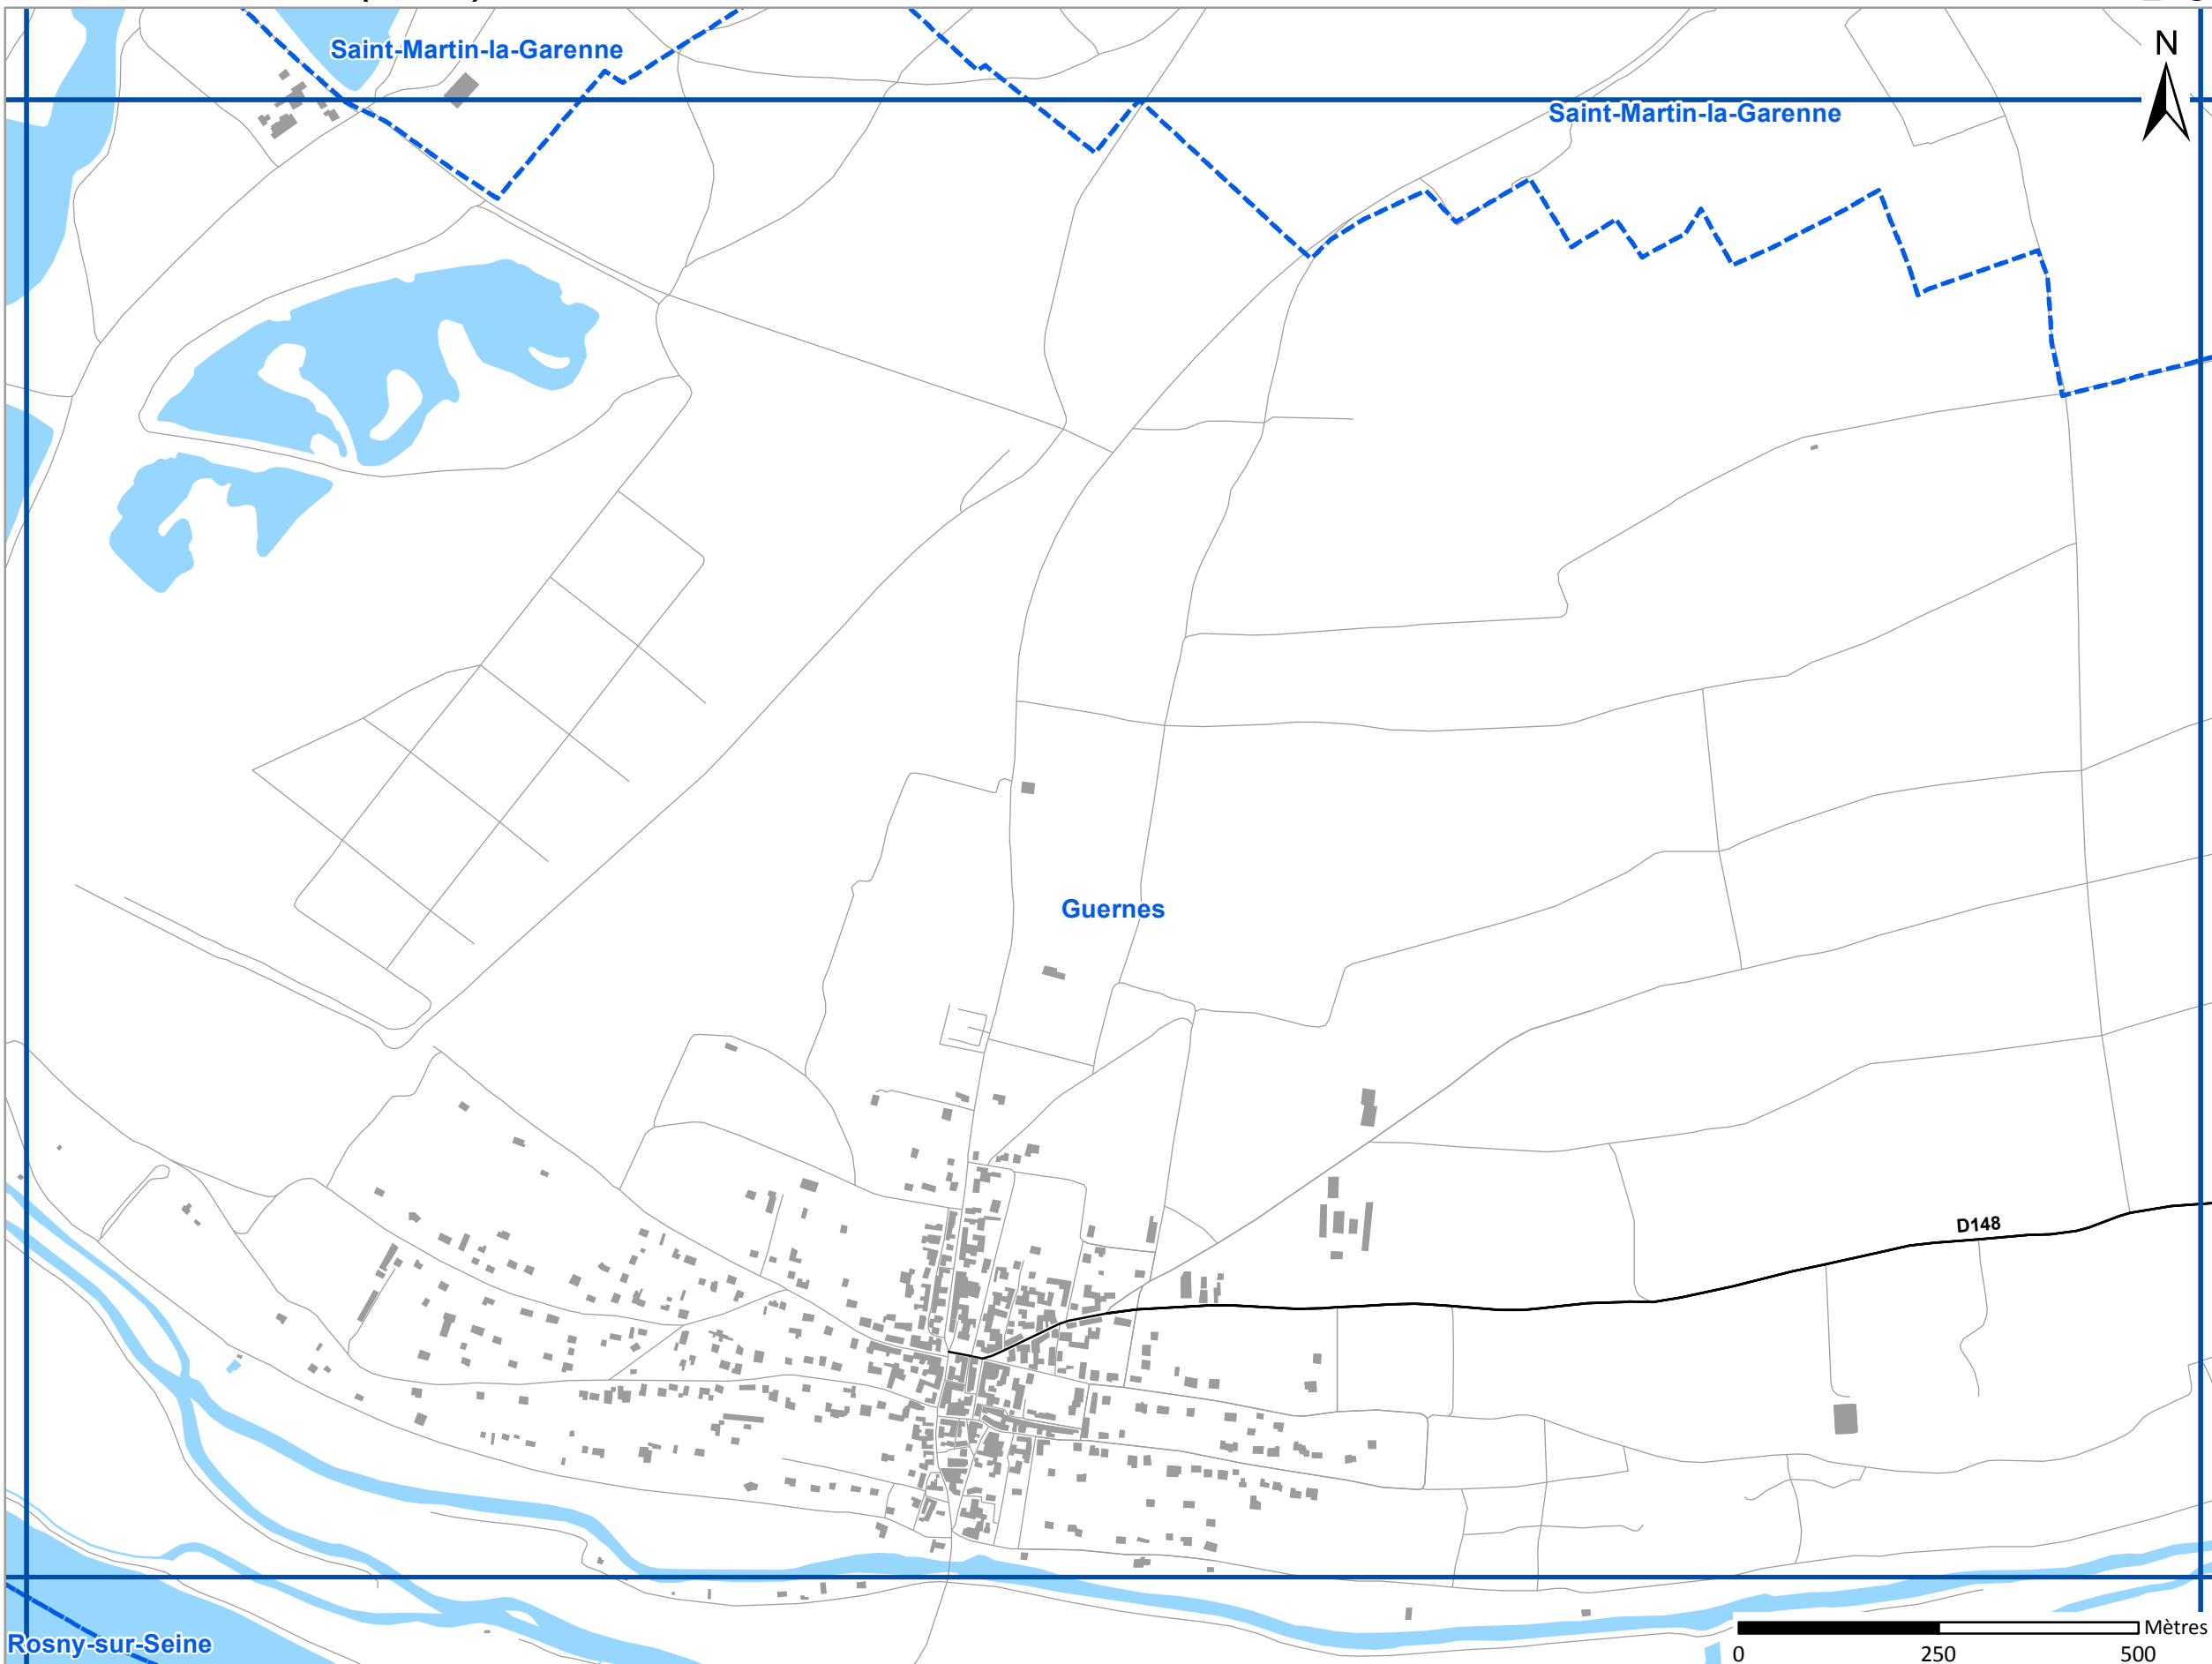 Saint-Martin-la-Garenne
N
Saint-Martin-la-Garenne
Guernes
D148
Rosny-sur-Seine
Mètres
0 250 500